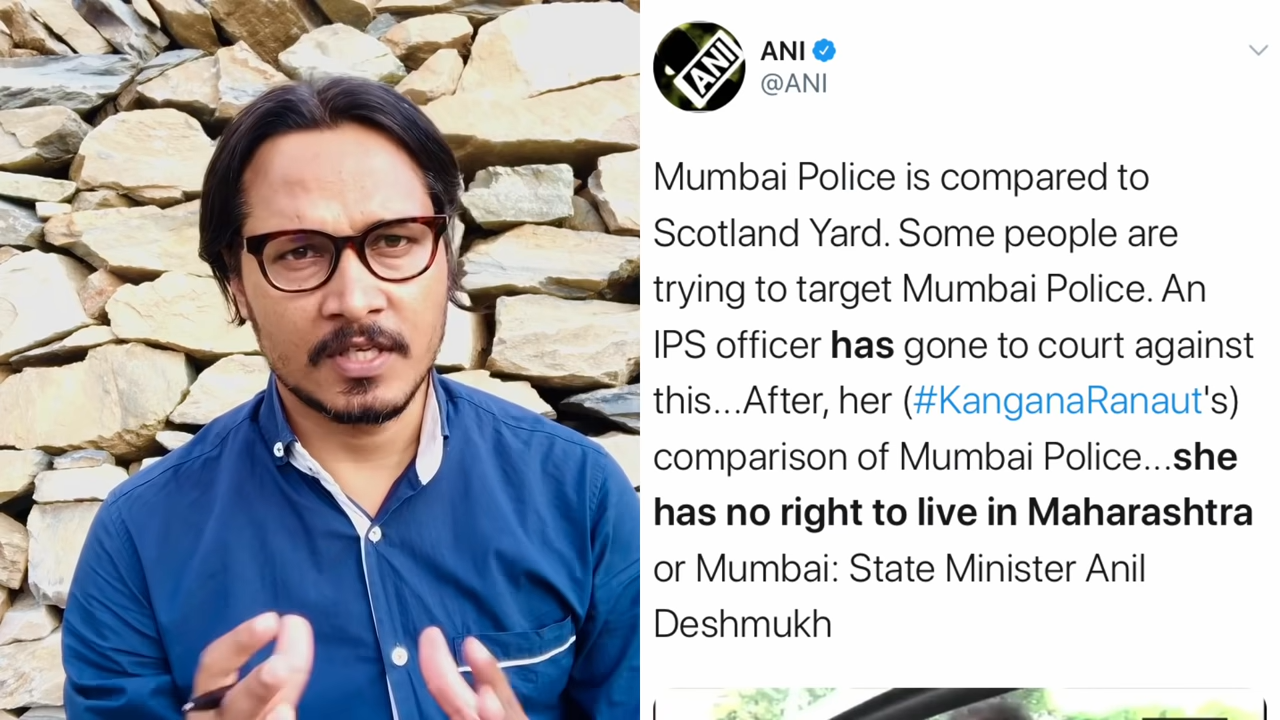 ANI
ANI
@ANI
Mumbai Police is compared to
Scotland Yard. Some people are
trying to target Mumbai Police. An
IPS officer has gone to court against
this...After, her (#KanganaRanaut's)
comparison of Mumbai Police...she
has no right to live in Maharashtra
or Mumbai: State Minister Anil
Deshmukh